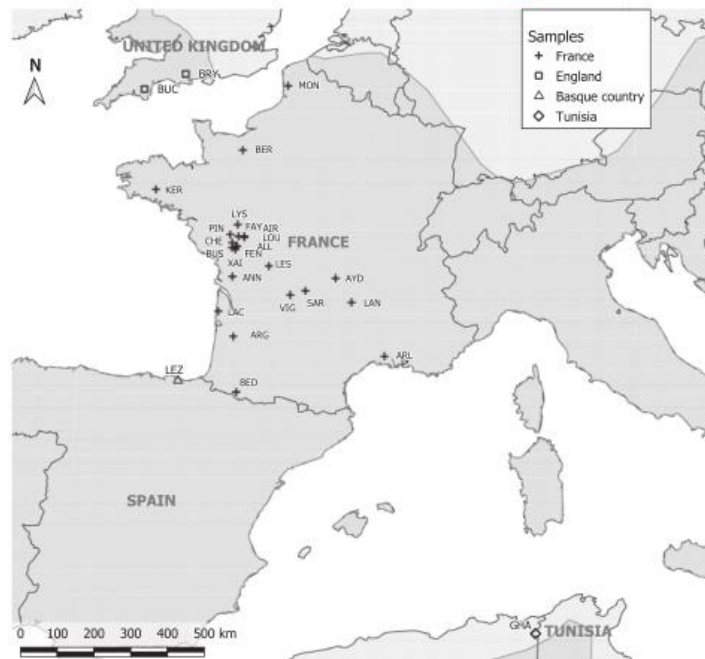 UNITED KINGDOM
Samples
France
England
Basque country
Tunisia
N
BRY
BUC
MON
BER
KER
LYS
PIN FAY AIR
LOU
CHE ALL
FRANCE
BUS FEN
XAI LES
ANN AYD
VIG SAR LAN
LAC
ARG
ARL
LEZ
BED
SPAIN
GHA
TUNISIA
0 100 200 300 400 500 km